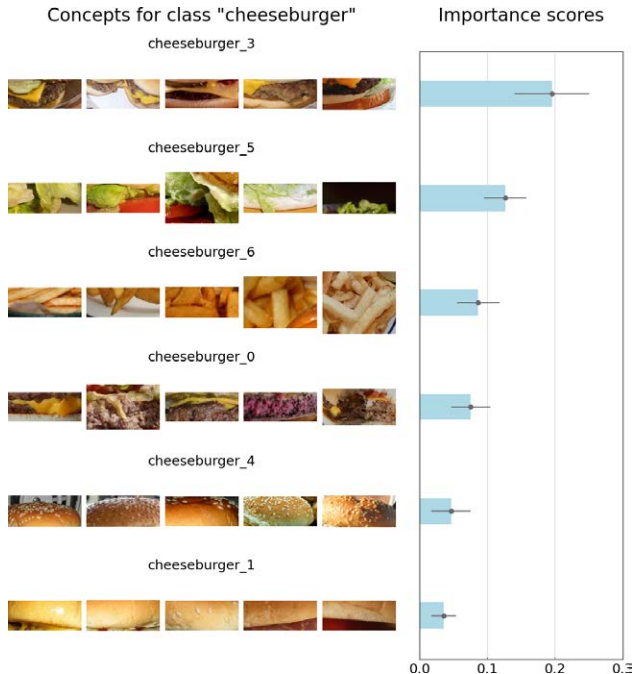 Concepts for class "cheeseburger"
Importance scores
cheeseburger_3
cheeseburger_5
cheeseburger_6
cheeseburger_0
cheeseburger_4
cheeseburger_1
0.0 0.1 0.2 0.3